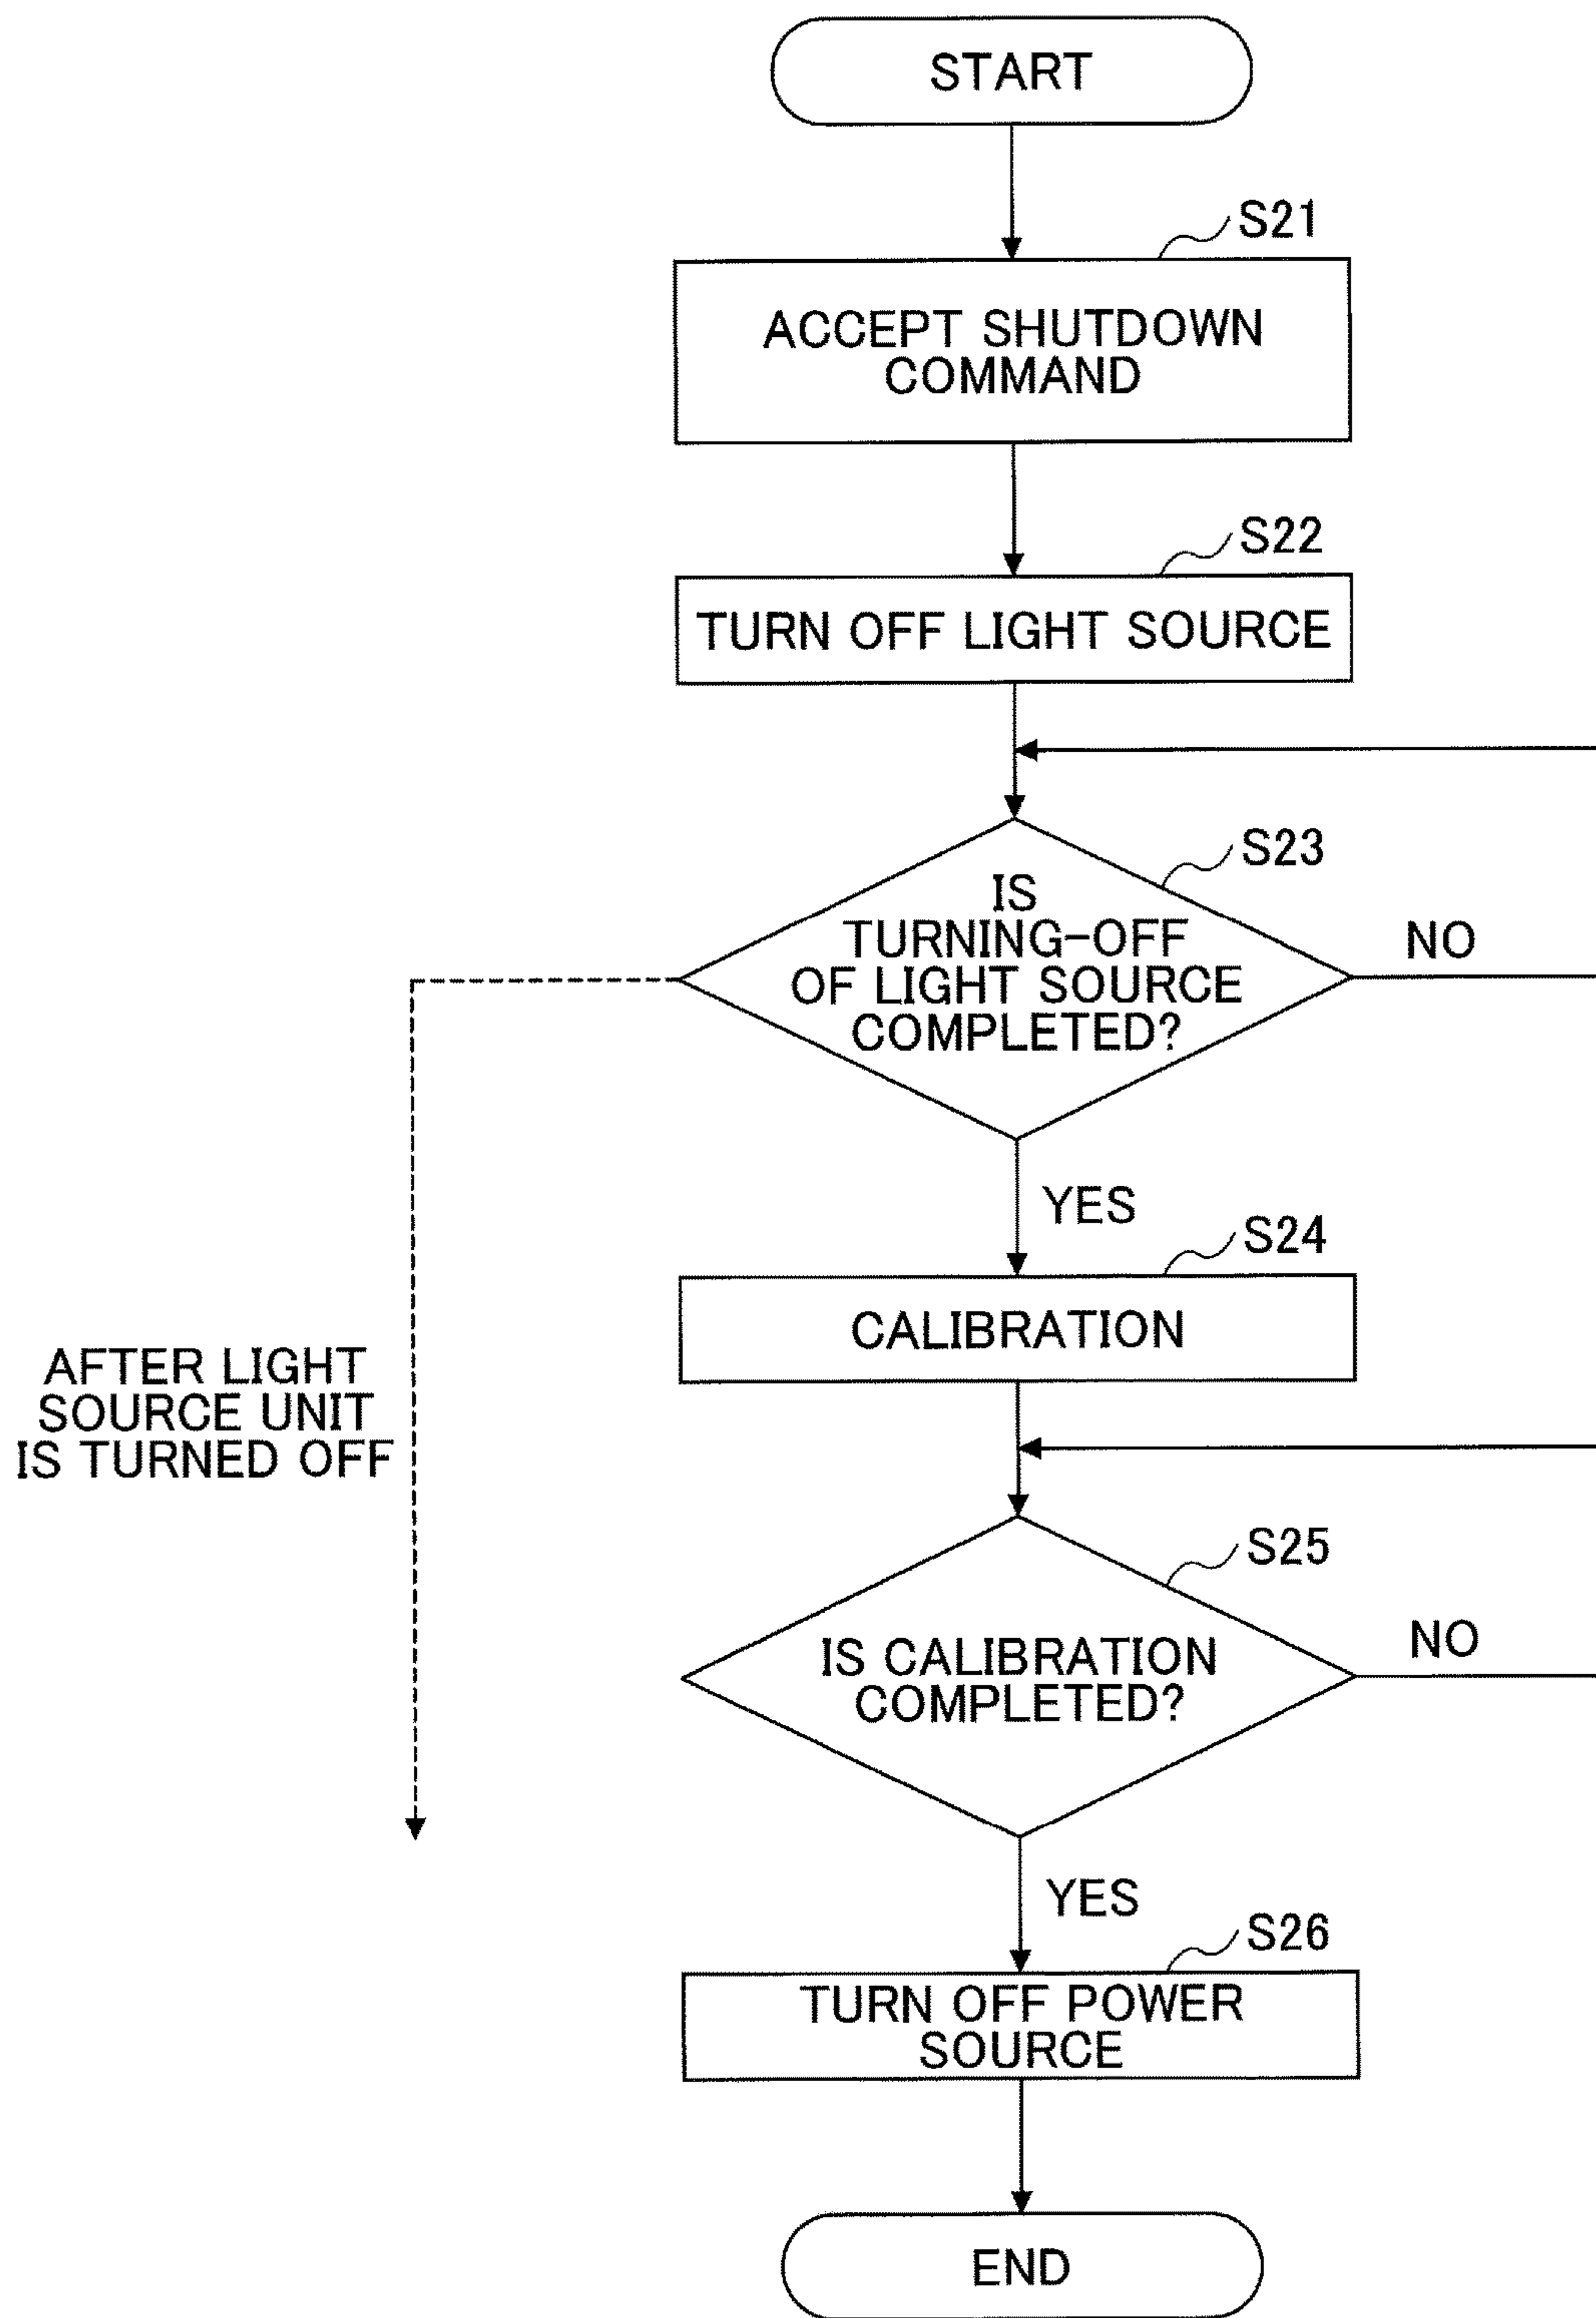 START
S21
ACCEPT SHUTDOWN
COMMAND
S22
TURN OFF LIGHT SOURCE
S23
IS
TURNING-OFF
OF LIGHT SOURCE
COMPLETED?
NO
YES
S24
CALIBRATION
AFTER LIGHT
SOURCE UNIT
IS TURNED OFF
S25
IS CALIBRATION
COMPLETED?
NO
YES
S26
TURN OFF POWER
SOURCE
END